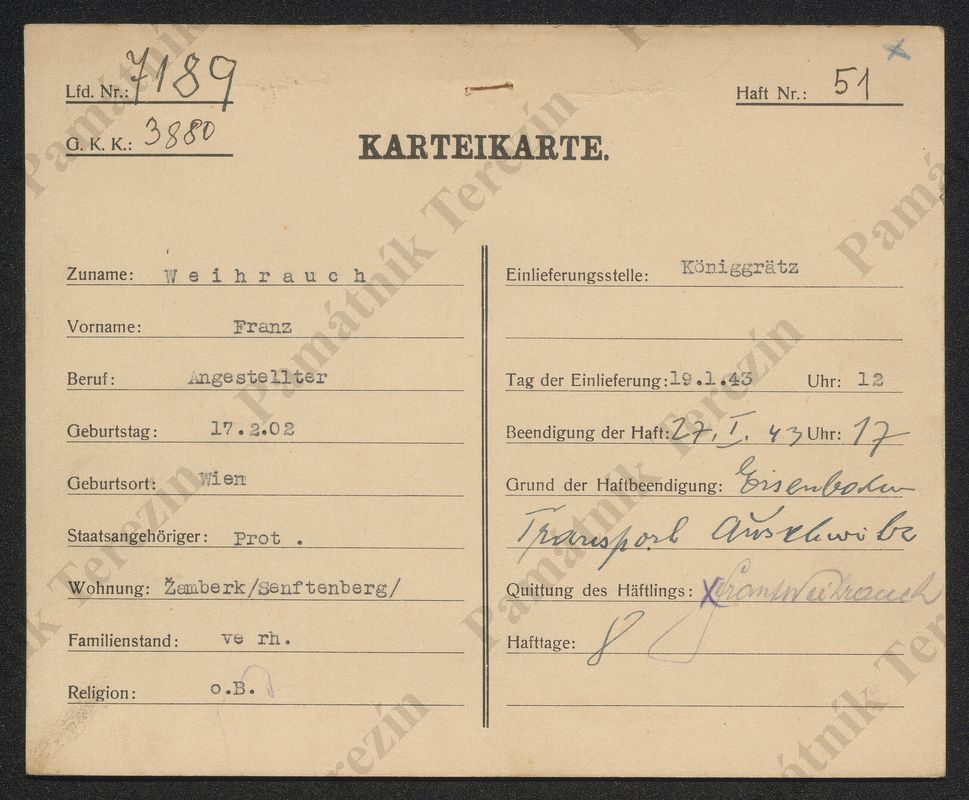 Lfd. Nr.: 7189
G. K. K.: 3880
Haft Nr.: 51
KARTEIKARTE.
Zuname: Weihrauch
Vorname: Franz
Beruf: Angestellter
Geburtstag: 17.2.02
Geburtsort: Wien
Staatsangehöriger: Prot.
Wohnung: Žamberk/Senftenberg/
Familienstand: verh.
Religion: o.B.
Einlieferungsstelle: Königgrätz
Tag der Einlieferung: 19.1.43 Uhr: 12
Beendigung der Haft: 27. I. 43 Uhr: 17
Grund der Haftbeendigung: Eisenbahn
Transport Auschwitz
Quittung des Häftlings: x Franz Weihrauch
Hafttage: 8
Památník Terezín